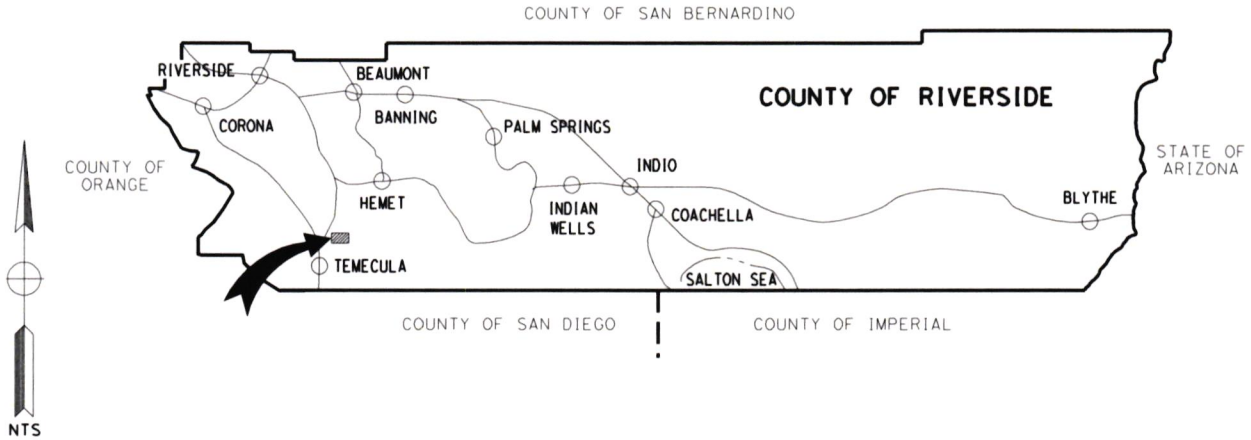 COUNTY OF SAN BERNARDINO
RIVERSIDE
BEAUMONT
COUNTY OF RIVERSIDE
CORONA
BANNING
PALM SPRINGS
COUNTY OF
ORANGE
INDIO
STATE OF
ARIZONA
HEMET
INDIAN
WELLS
COACHELLA
BLYTHE
TEMECULA
SALTON SEA
COUNTY OF SAN DIEGO
COUNTY OF IMPERIAL
NTS